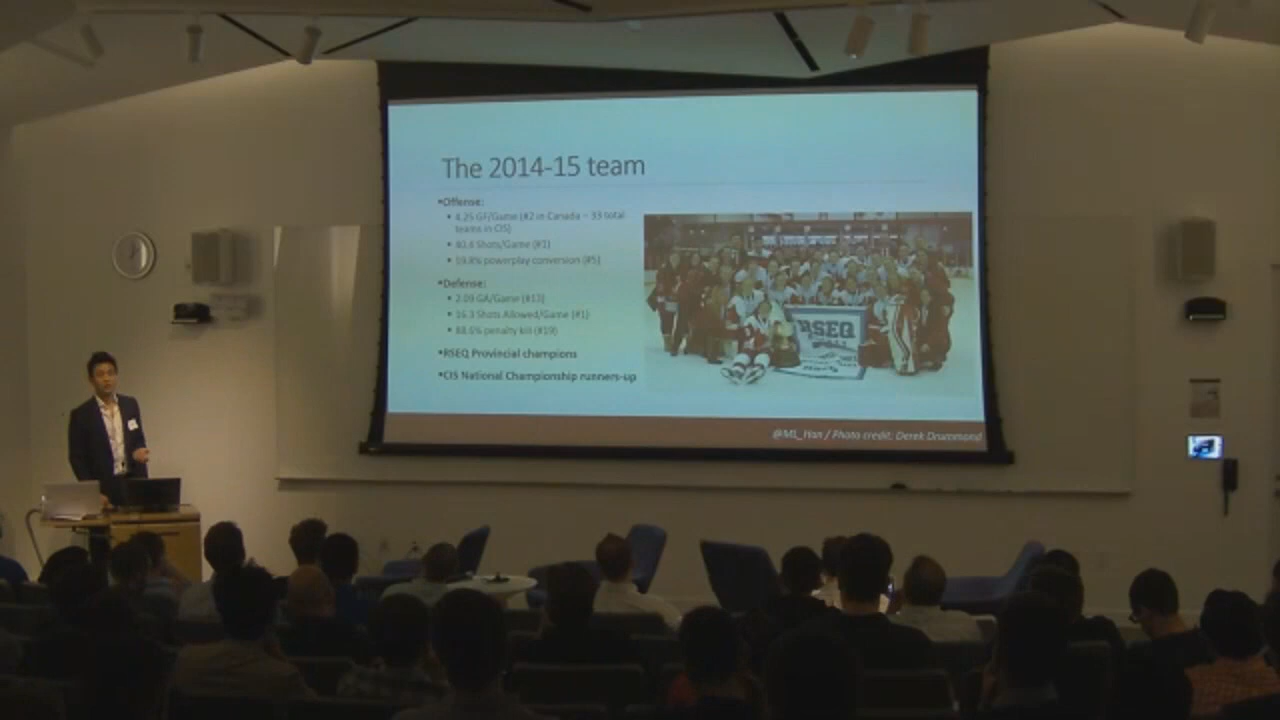 The 2014-15 team
▪Offense:
▪ 4.25 GF/Game (#2 in Canada – 33 total
teams in CIS)
▪ 40.4 Shots/Game (#1)
▪ 19.8% powerplay conversion (#5)
▪Defense:
▪ 2.09 GA/Game (#13)
▪ 16.3 Shots Allowed/Game (#1)
▪ 88.6% penalty kill (#19)
▪RSEQ Provincial champions
▪CIS National Championship runners-up
RSEQ
@ML_Han / Photo credit: Derek Drummond